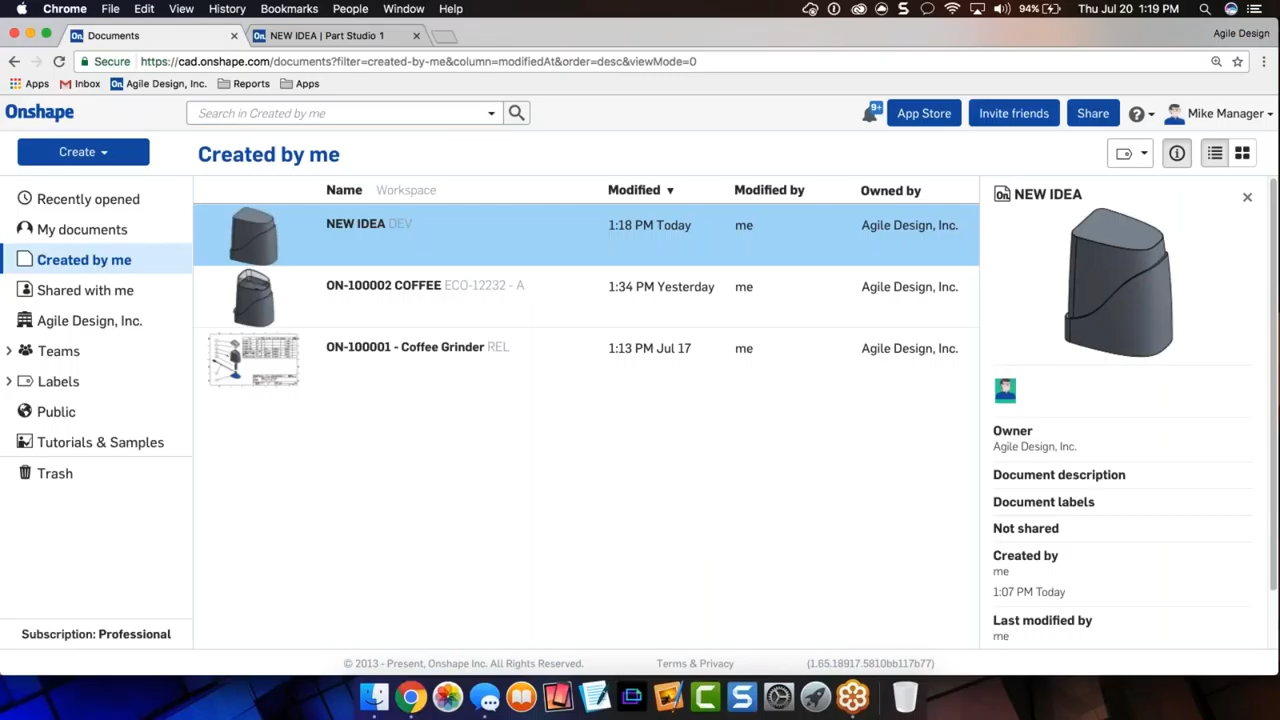 Chrome File Edit View History Bookmarks People Window Help 94% Thu Jul 20 1:19 PM
Documents NEW IDEA | Part Studio 1 Agile Design
Secure https://cad.onshape.com/documents?filter=created-by-me&column=modifiedAt&order=desc&viewMode=0
Apps Inbox Agile Design, Inc. Reports Apps
Onshape Search in Created by me 9+ App Store Invite friends Share Mike Manager
Create Created by me
Name Workspace Modified Modified by Owned by
Recently opened
My documents
Created by me
Shared with me
Agile Design, Inc.
Teams
Labels
Public
Tutorials & Samples
Trash
Subscription: Professional
NEW IDEA DEV 1:18 PM Today me Agile Design, Inc.
ON-100002 COFFEE ECO-12232 - A 1:34 PM Yesterday me Agile Design, Inc.
ON-100001 - Coffee Grinder REL 1:13 PM Jul 17 me Agile Design, Inc.
NEW IDEA
Owner
Agile Design, Inc.
Document description
Document labels
Not shared
Created by
me
1:07 PM Today
Last modified by
me
© 2013 - Present, Onshape Inc. All Rights Reserved. Terms & Privacy (1.65.18917.5810bb117b77)